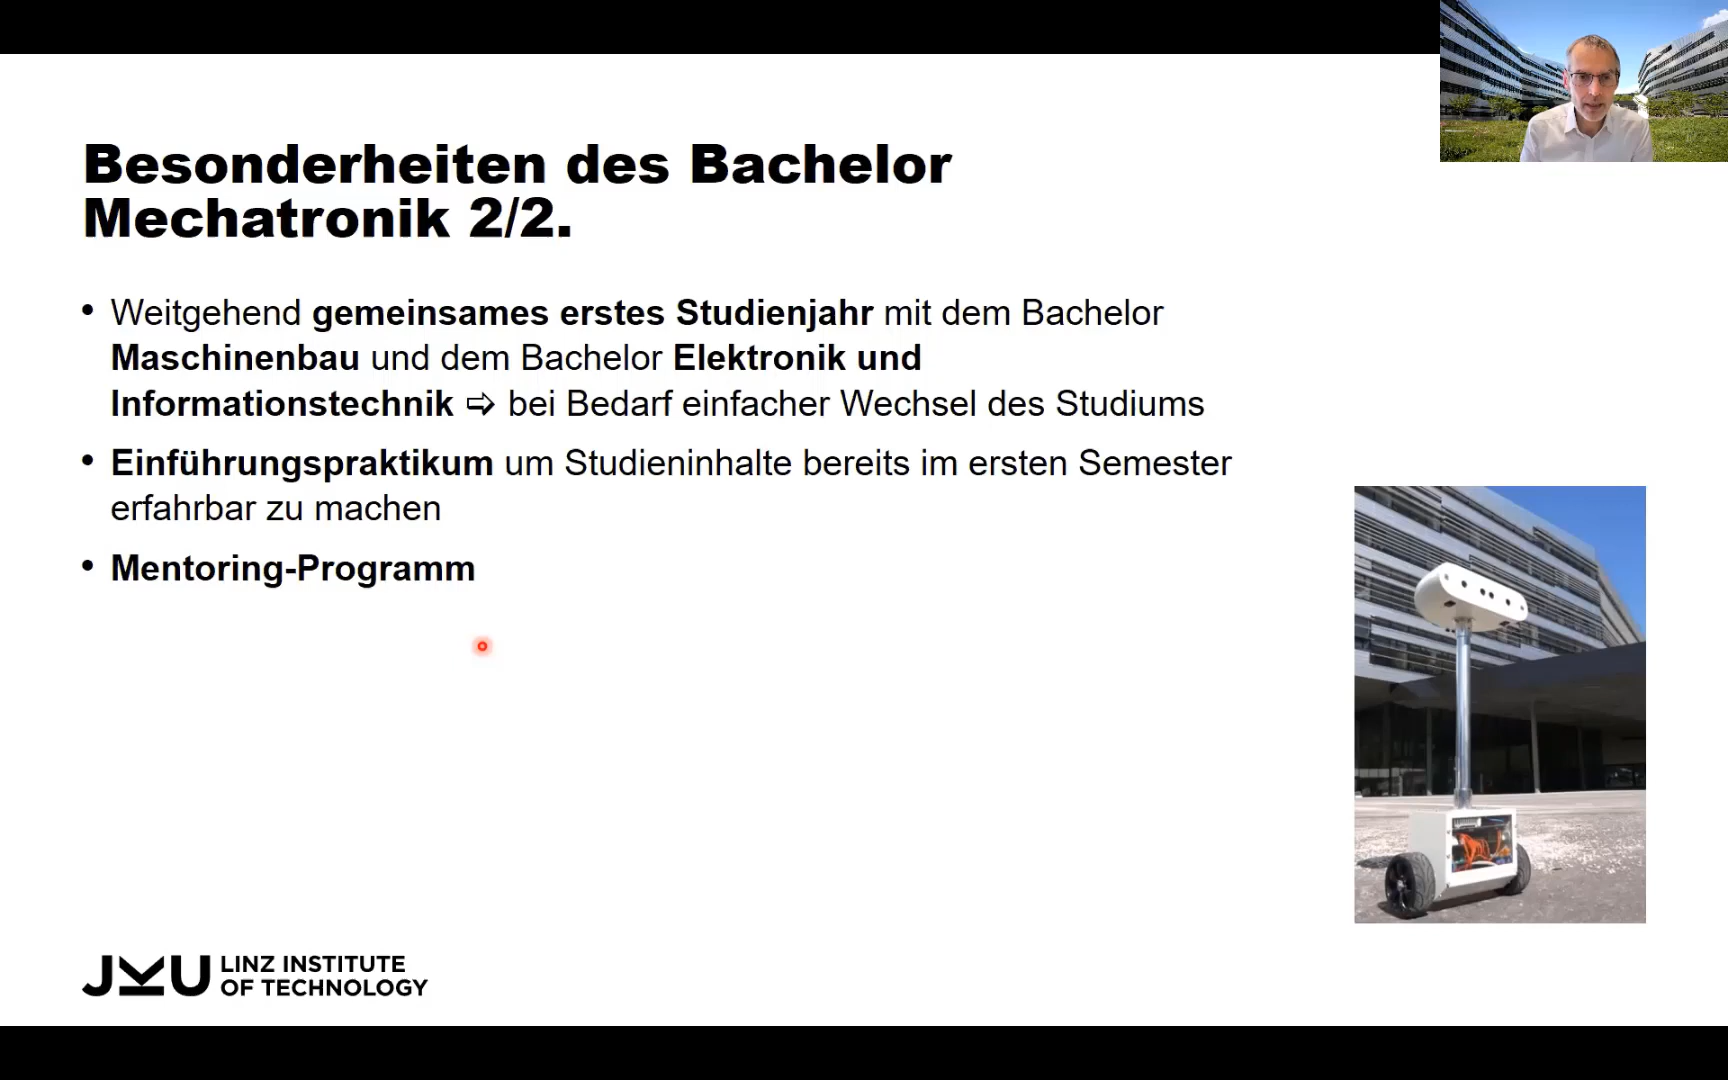 Besonderheiten des Bachelor
Mechatronik 2/2.
• Weitgehend gemeinsames erstes Studienjahr mit dem Bachelor
Maschinenbau und dem Bachelor Elektronik und
Informationstechnik ➩ bei Bedarf einfacher Wechsel des Studiums
• Einführungspraktikum um Studieninhalte bereits im ersten Semester
erfahrbar zu machen
• Mentoring-Programm
JKU LINZ INSTITUTE
OF TECHNOLOGY